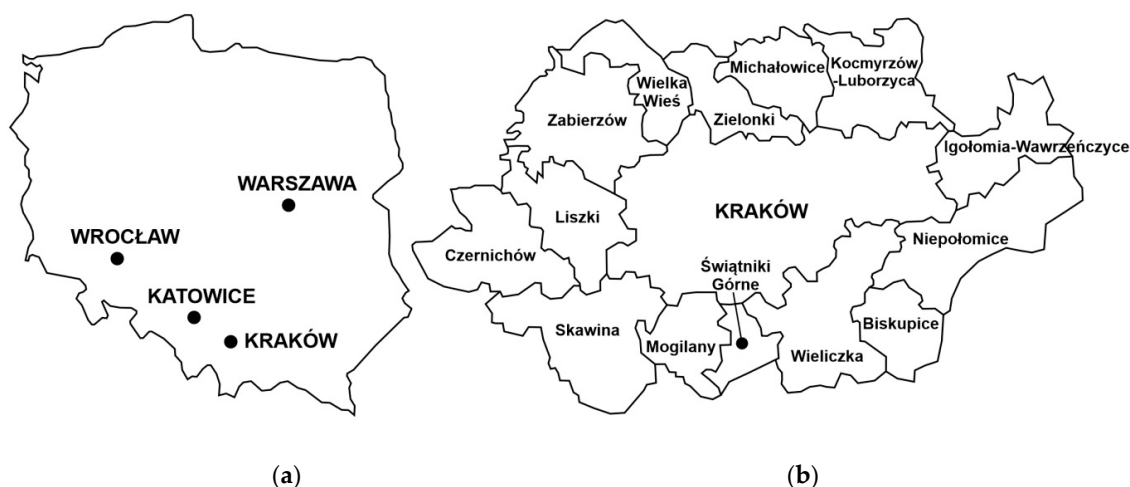 WARSZAWA
WROCŁAW
KATOWICE
KRAKÓW
(a)
Michałowice
Kocmyrzów
-Luborzyca
Wielka
Wieś
Zabierzów
Zielonki
Igołomia-Wawrzeńczyce
Liszki
KRAKÓW
Niepołomice
Czernichów
Świątniki
Górne
Skawina
Mogilany
Wieliczka
Biskupice
(b)